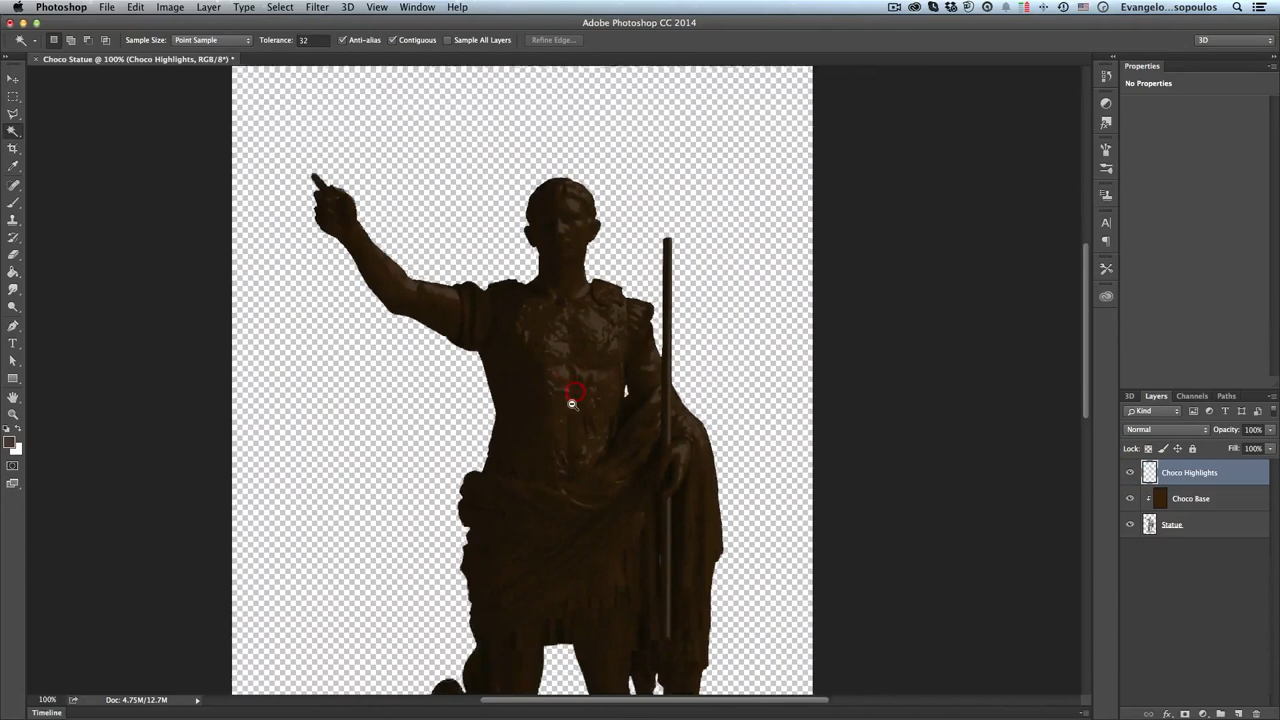 Photoshop File Edit Image Layer Type Select Filter 3D View Window Help Evangelo...sopoulos
Adobe Photoshop CC 2014
Sample Size: Point Sample Tolerance: 32 Anti-alias Contiguous Sample All Layers Refine Edge... 3D
× Choco Statue @ 100% (Choco Highlights, RGB/8*) *
Properties
No Properties
3D Layers Channels Paths
Kind
Normal Opacity: 100%
Lock: Fill: 100%
Choco Highlights
Choco Base
Statue
100% Doc: 4.75M/12.7M
Timeline